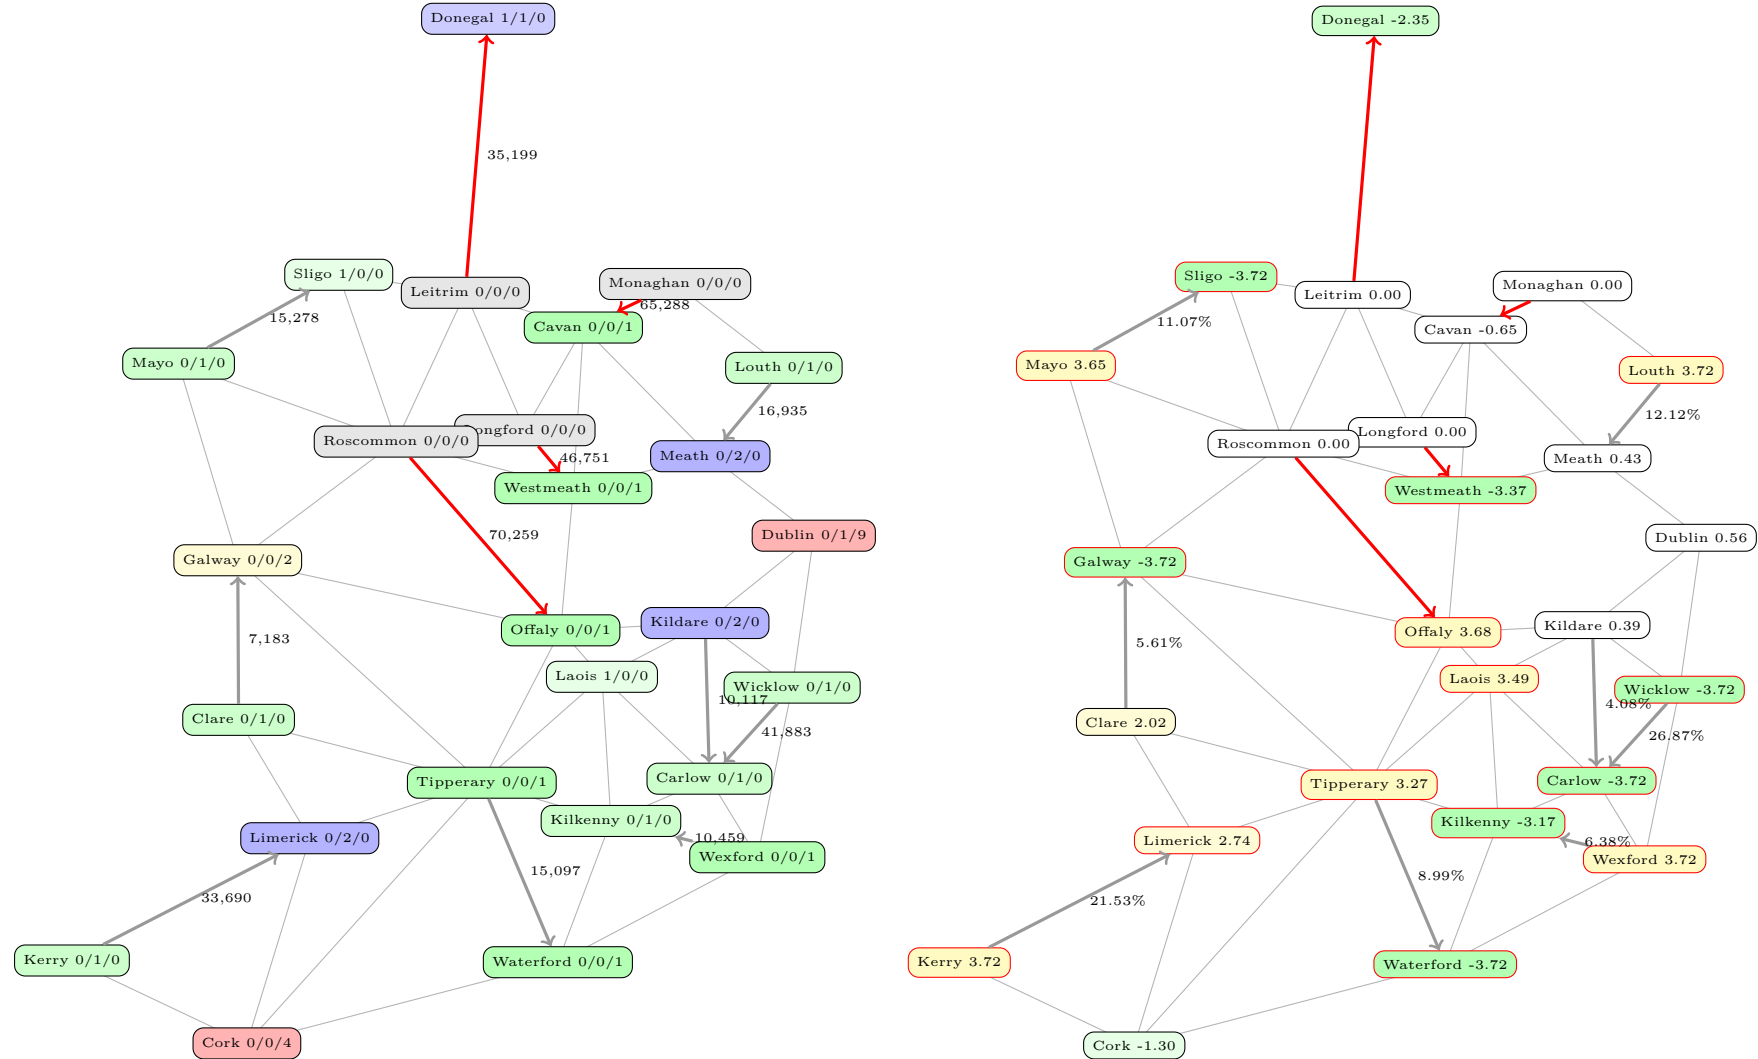 Donegal 1/1/0
35,199
Sligo 1/0/0
Leitrim 0/0/0
Monaghan 0/0/0
65,288
15,278
Cavan 0/0/1
Mayo 0/1/0
Louth 0/1/0
16,935
Longford 0/0/0
Roscommon 0/0/0
46,751
Meath 0/2/0
Westmeath 0/0/1
70,259
Dublin 0/1/9
Galway 0/0/2
Kildare 0/2/0
Offaly 0/0/1
7,183
Laois 1/0/0
Wicklow 0/1/0
10,117
Clare 0/1/0
41,883
Carlow 0/1/0
Tipperary 0/0/1
Kilkenny 0/1/0
10,459
Limerick 0/2/0
Wexford 0/0/1
15,097
33,690
Kerry 0/1/0
Waterford 0/0/1
Cork 0/0/4
Donegal -2.35
Sligo -3.72
Leitrim 0.00
Monaghan 0.00
11.07%
Cavan -0.65
Mayo 3.65
Louth 3.72
12.12%
Longford 0.00
Roscommon 0.00
Meath 0.43
Westmeath -3.37
Dublin 0.56
Galway -3.72
Kildare 0.39
Offaly 3.68
5.61%
Laois 3.49
Wicklow -3.72
4.08%
Clare 2.02
26.87%
Carlow -3.72
Tipperary 3.27
Kilkenny -3.17
6.38%
Limerick 2.74
Wexford 3.72
8.99%
21.53%
Kerry 3.72
Waterford -3.72
Cork -1.30